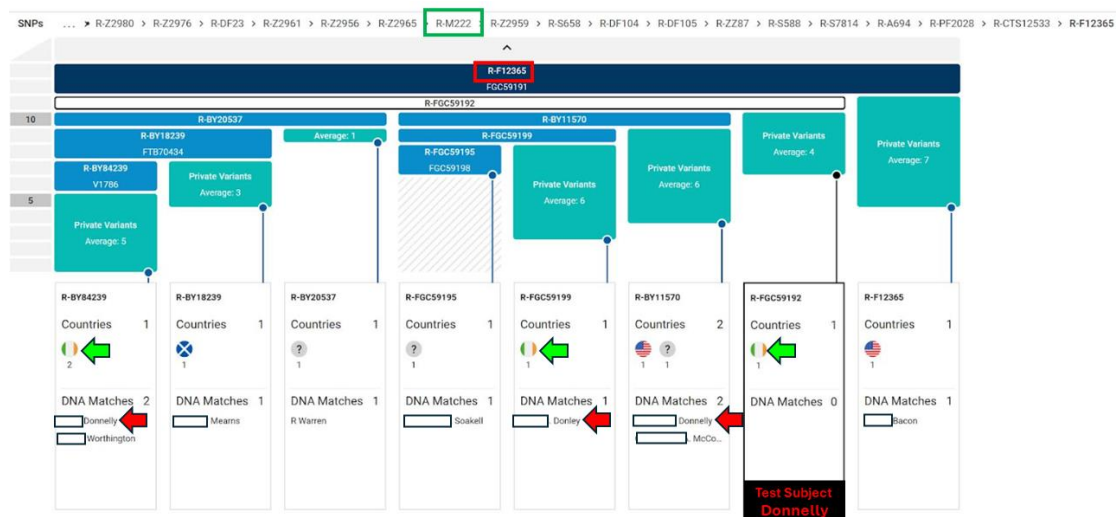 SNPs ... > R-Z2980 > R-Z2976 > R-DF23 > R-Z2961 > R-Z2956 > R-Z2965 > R-M222 > R-Z2959 > R-S658 > R-DF104 > R-DF105 > R-ZZ87 > R-S588 > R-S7814 > R-A694 > R-PF2028 > R-CTS12533 > R-F12365
R-F12365
FGC59191
R-FGC59192
10 R-BY20537 R-BY11570
R-BY18239 Average: 1 R-FGC59199
FTB70434
R-BY84239
V1786
R-FGC59195
FGC59198
Private Variants
Average: 3
Private Variants
Average: 6
Private Variants
Average: 6
Private Variants
Average: 4
Private Variants
Average: 7
5
Private Variants
Average: 5
R-BY84239 R-BY18239 R-BY20537 R-FGC59195 R-FGC59199 R-BY11570 R-FGC59192 R-F12365
Countries 1 Countries 1 Countries 1 Countries 1 Countries 1 Countries 2 Countries 1 Countries 1
? ? ?
2 1 1 1 1 1 1 1 1
DNA Matches 2 DNA Matches 1 DNA Matches 1 DNA Matches 1 DNA Matches 1 DNA Matches 2 DNA Matches 0 DNA Matches 1
Donnelly Mearns R Warren Soakell Donley Donnelly Bacon
Worthington . McCo...
Test Subject
Donnelly